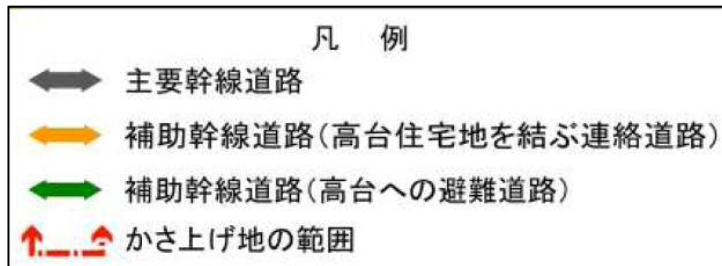 凡　例
主要幹線道路
補助幹線道路(高台住宅地を結ぶ連絡道路)
補助幹線道路(高台への避難道路)
かさ上げ地の範囲